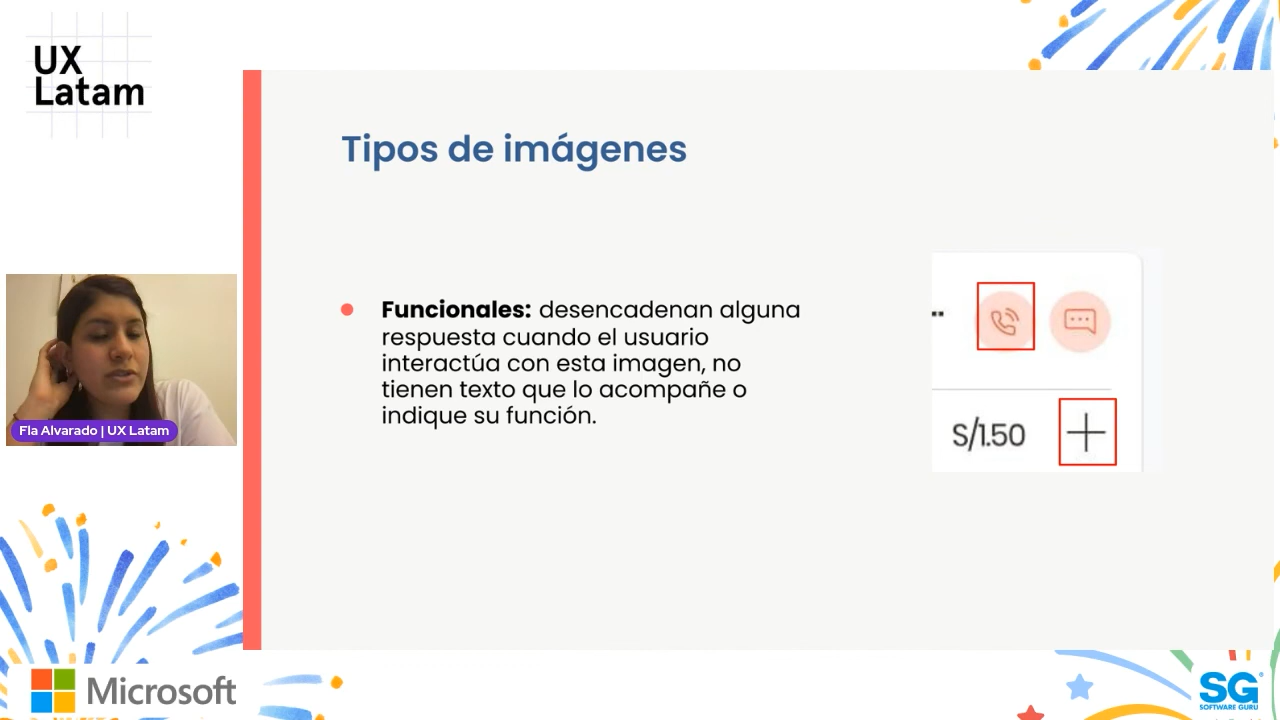 UX
Latam
Tipos de imágenes
Funcionales: desencadenan alguna
respuesta cuando el usuario
interactúa con esta imagen, no
tienen texto que lo acompañe o
indique su función.
S/1.50
Fla Alvarado | UX Latam
Microsoft
SG
SOFTWARE GURU